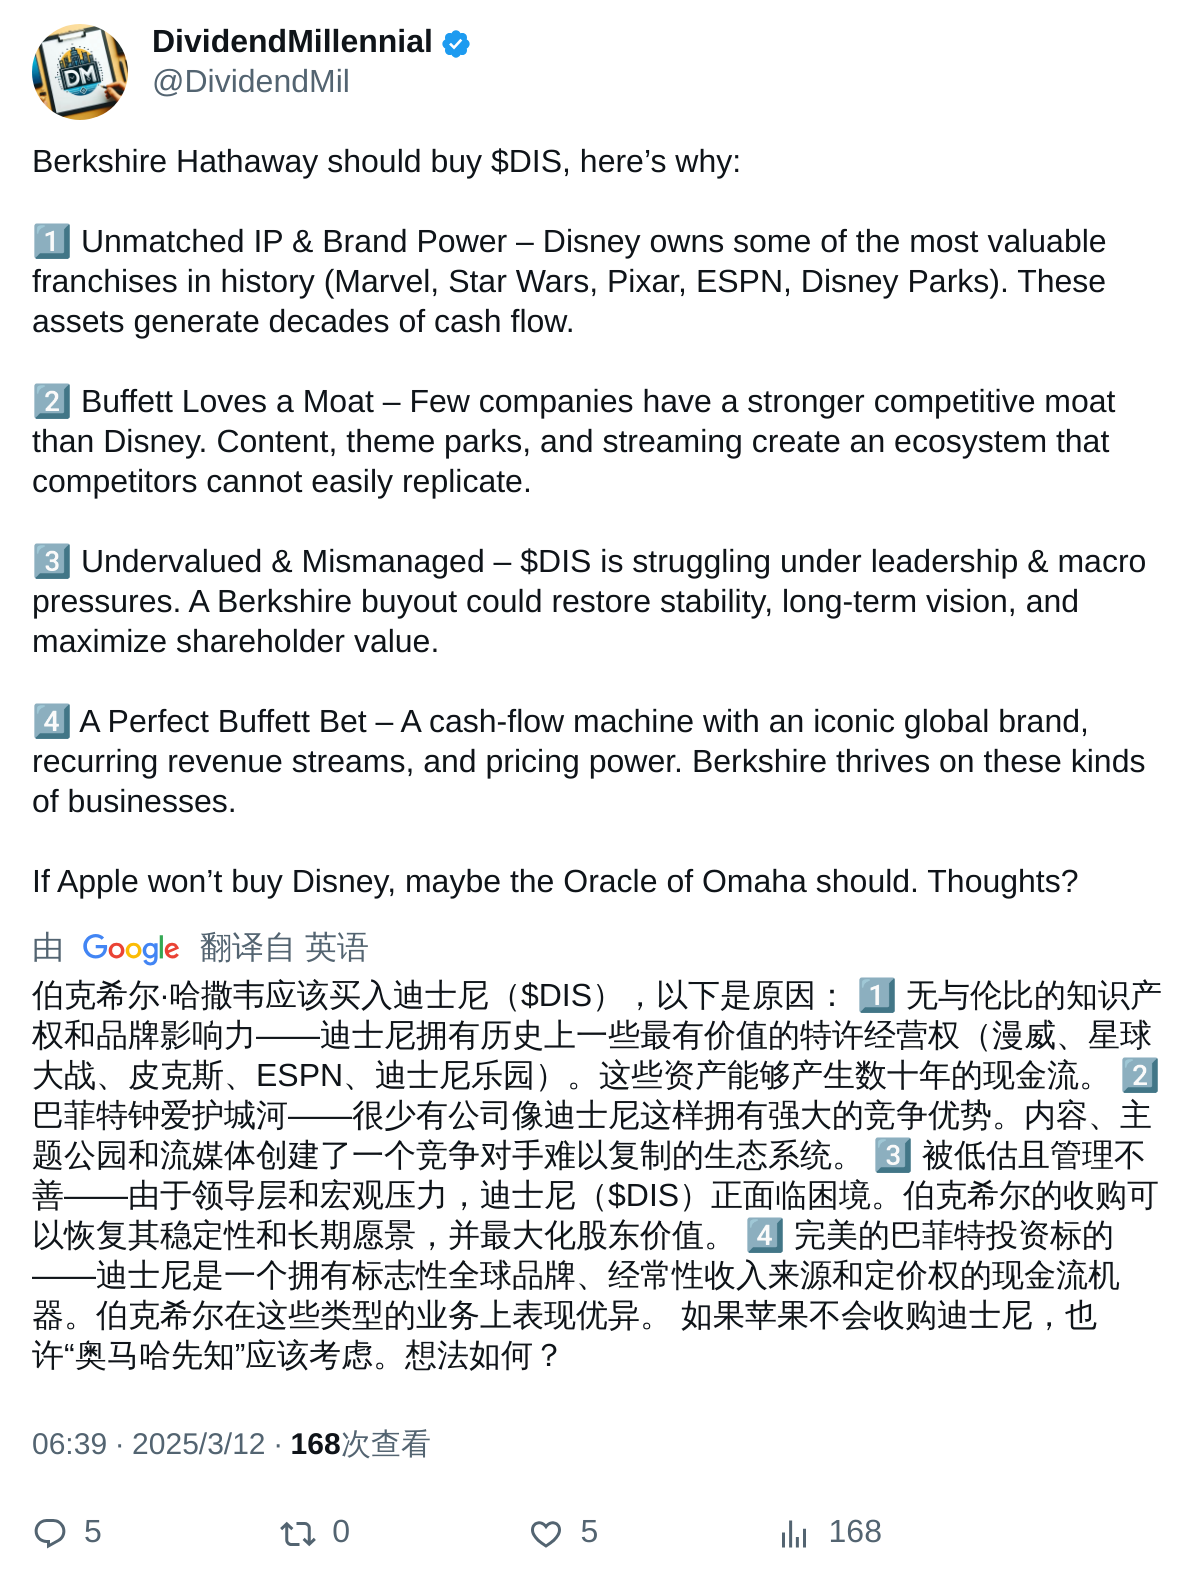 DividendMillennial
@DividendMil
DM
Berkshire Hathaway should buy $DIS, here’s why:
1️⃣ Unmatched IP & Brand Power – Disney owns some of the most valuable
franchises in history (Marvel, Star Wars, Pixar, ESPN, Disney Parks). These
assets generate decades of cash flow.
2️⃣ Buffett Loves a Moat – Few companies have a stronger competitive moat
than Disney. Content, theme parks, and streaming create an ecosystem that
competitors cannot easily replicate.
3️⃣ Undervalued & Mismanaged – $DIS is struggling under leadership & macro
pressures. A Berkshire buyout could restore stability, long-term vision, and
maximize shareholder value.
4️⃣ A Perfect Buffett Bet – A cash-flow machine with an iconic global brand,
recurring revenue streams, and pricing power. Berkshire thrives on these kinds
of businesses.
If Apple won’t buy Disney, maybe the Oracle of Omaha should. Thoughts?
由 Google 翻译自 英语
伯克希尔·哈撒韦应该买入迪士尼（$DIS），以下是原因： 1️⃣ 无与伦比的知识产
权和品牌影响力——迪士尼拥有历史上一些最有价值的特许经营权（漫威、星球
大战、皮克斯、ESPN、迪士尼乐园）。这些资产能够产生数十年的现金流。 2️⃣
巴菲特钟爱护城河——很少有公司像迪士尼这样拥有强大的竞争优势。内容、主
题公园和流媒体创建了一个竞争对手难以复制的生态系统。 3️⃣ 被低估且管理不
善——由于领导层和宏观压力，迪士尼（$DIS）正面临困境。伯克希尔的收购可
以恢复其稳定性和长期愿景，并最大化股东价值。 4️⃣ 完美的巴菲特投资标的
——迪士尼是一个拥有标志性全球品牌、经常性收入来源和定价权的现金流机
器。伯克希尔在这些类型的业务上表现优异。 如果苹果不会收购迪士尼，也
许“奥马哈先知”应该考虑。想法如何？
06:39 · 2025/3/12 · 168次查看
5 0 5 168